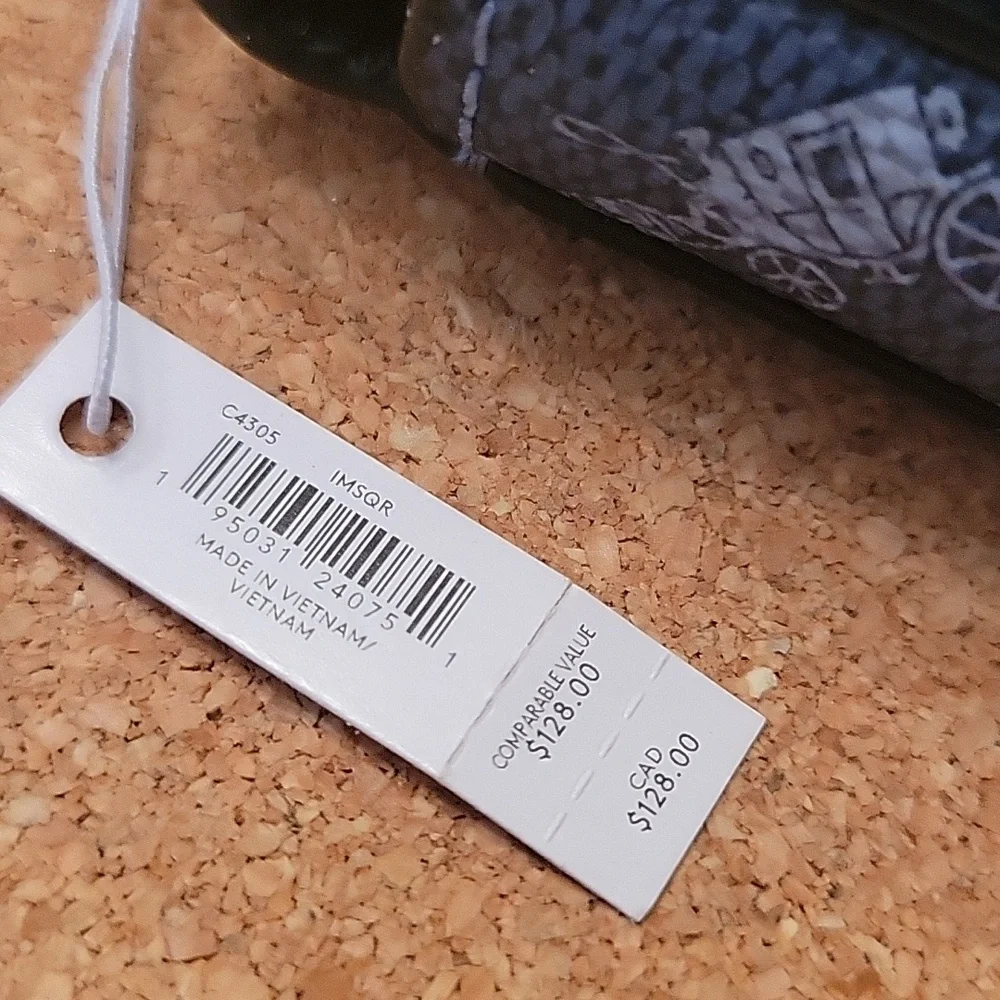 C4305
IMSQR
1 95031 24075 1
MADE IN VIETNAM/
VIETNAM
COMPARABLE VALUE
$128.00
CAD
$128.00